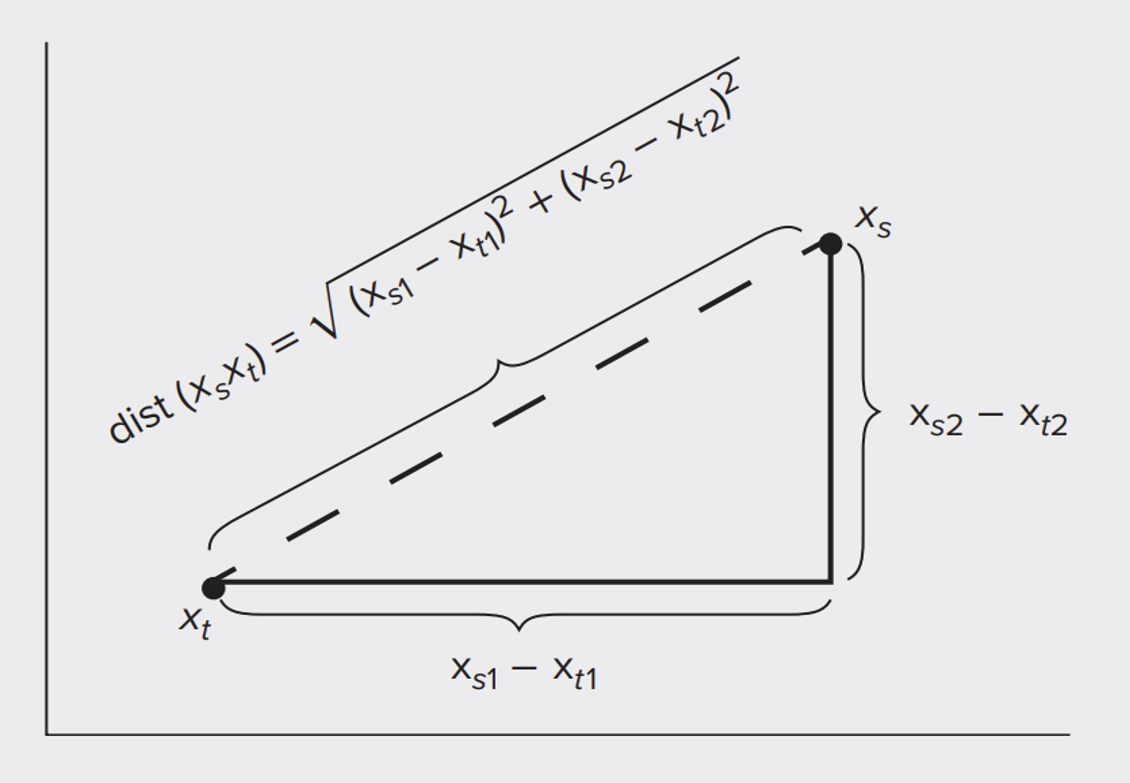 dist (xₛxₜ) = √(xₛ₁ − xₜ₁)² + (xₛ₂ − xₜ₂)²
xₛ
xₛ₂ − xₜ₂
xₜ
xₛ₁ − xₜ₁